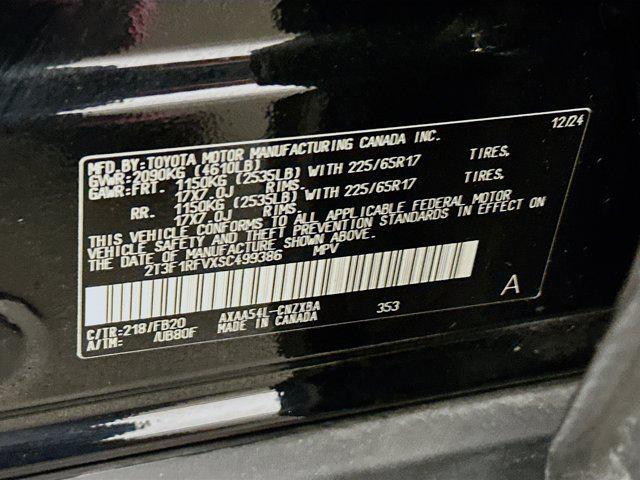 12/24
MFD. BY: TOYOTA MOTOR MANUFACTURING CANADA INC.
GVWR: 2090KG (4610LB)
GAWR: FRT. 1150KG (2535LB) WITH 225/65R17 TIRES,
17X7.0J RIMS.
RR. 1150KG (2535LB) WITH 225/65R17 TIRES,
17X7.0J RIMS
THIS VEHICLE CONFORMS TO ALL APPLICABLE FEDERAL MOTOR
VEHICLE SAFETY AND THEFT PREVENTION STANDARDS IN EFFECT ON
THE DATE OF MANUFACTURE SHOWN ABOVE.
2T3F1RFVXSC499386 MPV
C/TR: 218/FB20 AXAA54L-CNZXBA 353 A
A/TM: /UB80F MADE IN CANADA